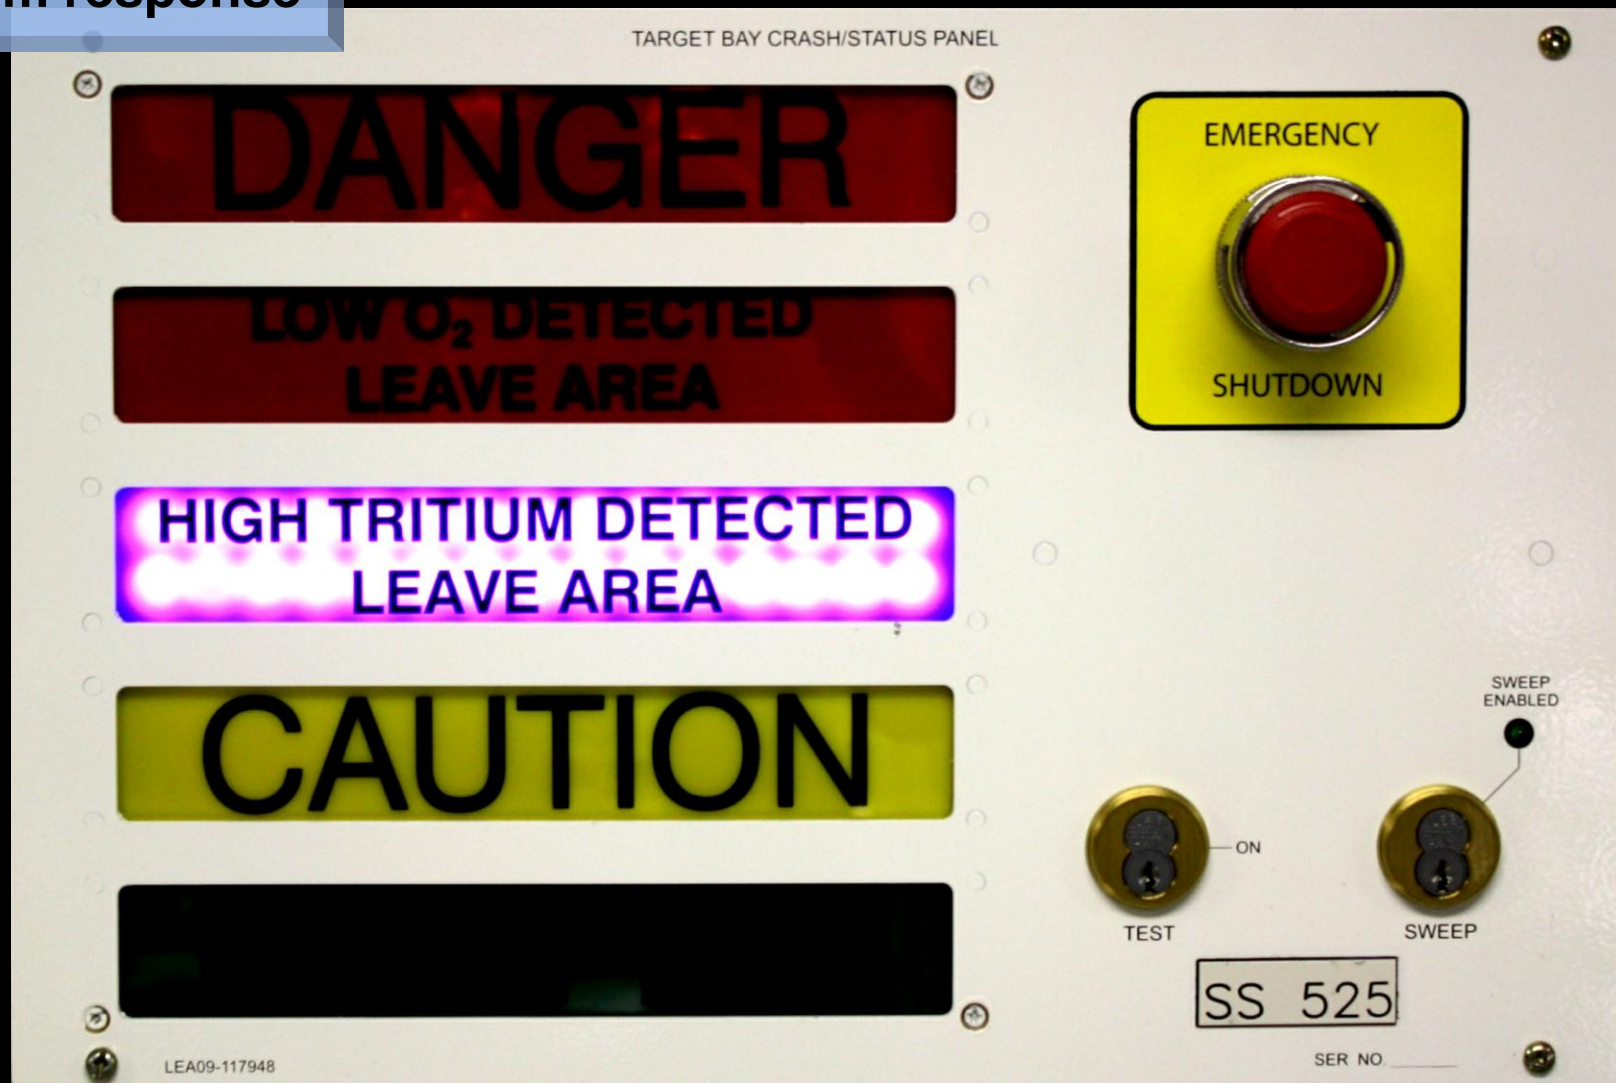 response
TARGET BAY CRASH/STATUS PANEL
DANGER
EMERGENCY
SHUTDOWN
LOW O₂ DETECTED
LEAVE AREA
HIGH TRITIUM DETECTED
LEAVE AREA
CAUTION
SWEEP
ENABLED
ON
TEST
SWEEP
SS 525
LEA09-117948
SER NO.